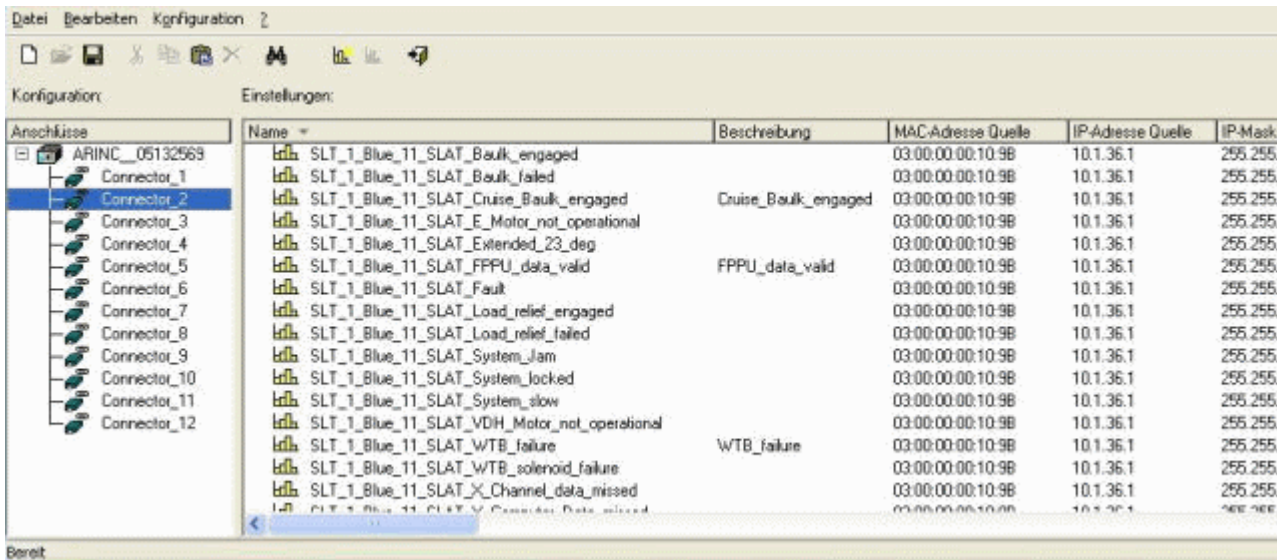 Datei Bearbeiten Konfiguration ?
Konfiguration: Einstellungen:
Anschlüsse Name Beschreibung MAC-Adresse Quelle IP-Adresse Quelle IP-Mask
ARINC__05132569 SLT_1_Blue_11_SLAT_Baulk_engaged 03:00:00:00:10:9B 10.1.36.1 255.255.
Connector_1 SLT_1_Blue_11_SLAT_Baulk_failed 03:00:00:00:10:9B 10.1.36.1 255.255.
Connector_2 SLT_1_Blue_11_SLAT_Cruise_Baulk_engaged Cruise_Baulk_engaged 03:00:00:00:10:9B 10.1.36.1 255.255.
Connector_3 SLT_1_Blue_11_SLAT_E_Motor_not_operational 03:00:00:00:10:9B 10.1.36.1 255.255.
Connector_4 SLT_1_Blue_11_SLAT_Extended_23_deg 03:00:00:00:10:9B 10.1.36.1 255.255.
Connector_5 SLT_1_Blue_11_SLAT_FPPU_data_valid FPPU_data_valid 03:00:00:00:10:9B 10.1.36.1 255.255.
Connector_6 SLT_1_Blue_11_SLAT_Fault 03:00:00:00:10:9B 10.1.36.1 255.255.
Connector_7 SLT_1_Blue_11_SLAT_Load_relief_engaged 03:00:00:00:10:9B 10.1.36.1 255.255.
Connector_8 SLT_1_Blue_11_SLAT_Load_relief_failed 03:00:00:00:10:9B 10.1.36.1 255.255.
Connector_9 SLT_1_Blue_11_SLAT_System_Jam 03:00:00:00:10:9B 10.1.36.1 255.255.
Connector_10 SLT_1_Blue_11_SLAT_System_locked 03:00:00:00:10:9B 10.1.36.1 255.255.
Connector_11 SLT_1_Blue_11_SLAT_System_slow 03:00:00:00:10:9B 10.1.36.1 255.255.
Connector_12 SLT_1_Blue_11_SLAT_VDH_Motor_not_operational 03:00:00:00:10:9B 10.1.36.1 255.255.
SLT_1_Blue_11_SLAT_WTB_failure WTB_failure 03:00:00:00:10:9B 10.1.36.1 255.255.
SLT_1_Blue_11_SLAT_WTB_solenoid_failure 03:00:00:00:10:9B 10.1.36.1 255.255.
SLT_1_Blue_11_SLAT_X_Channel_data_missed 03:00:00:00:10:9B 10.1.36.1 255.255.
Bereit